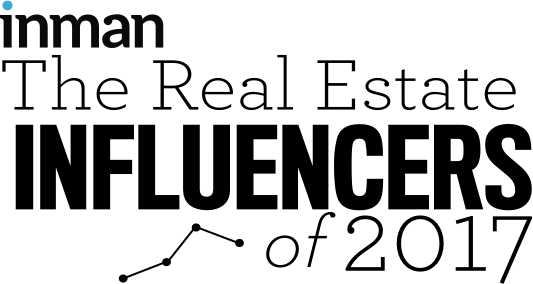 inman
The Real Estate
INFLUENCERS
of 2017